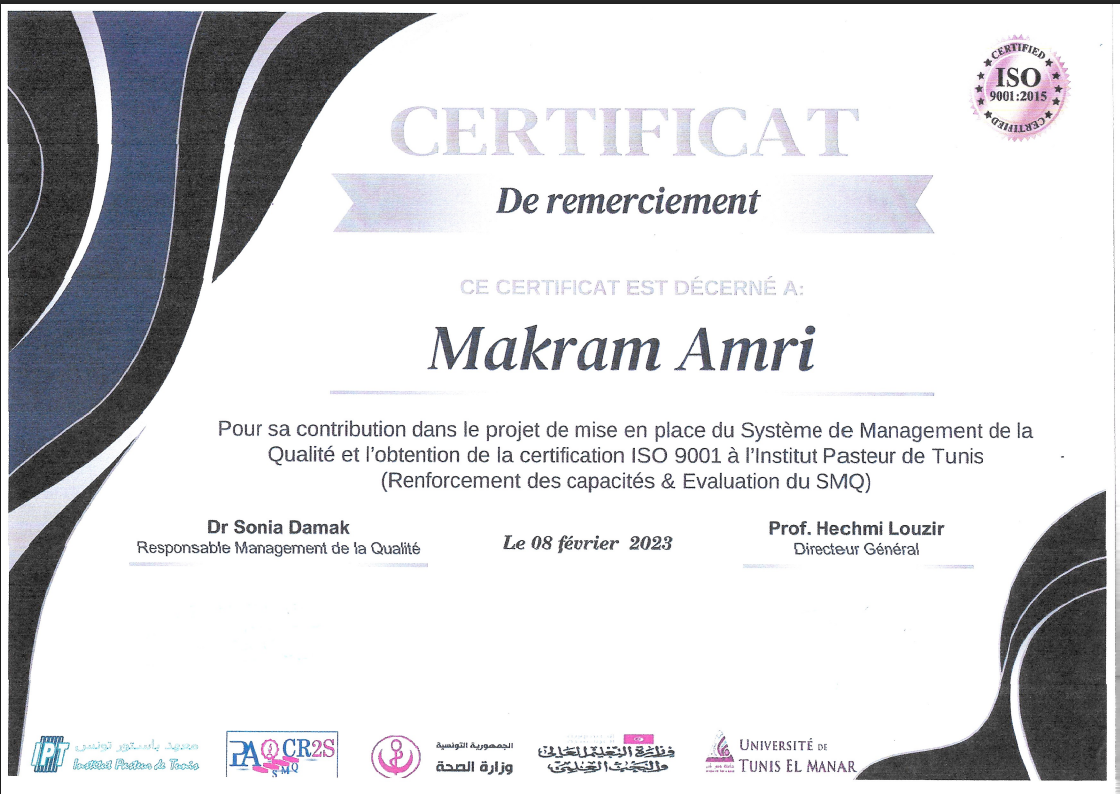 CERTIFIED
ISO
9001:2015
CERTIFIED
CERTIFICAT
De remerciement
CE CERTIFICAT EST DÉCERNÉ A:
Makram Amri
Pour sa contribution dans le projet de mise en place du Système de Management de la
Qualité et l'obtention de la certification ISO 9001 à l'Institut Pasteur de Tunis
(Renforcement des capacités & Evaluation du SMQ)
Dr Sonia Damak
Responsable Management de la Qualité
Le 08 février 2023
Prof. Hechmi Louzir
Directeur Général
IPT
معهد باستور تونس
Institut Pasteur de Tunis
PAQ CR2S
SMQ
الجمهورية التونسية
وزارة الصحة
وزارة التعليم العالي
والبحث العلمي
UNIVERSITÉ DE
TUNIS EL MANAR